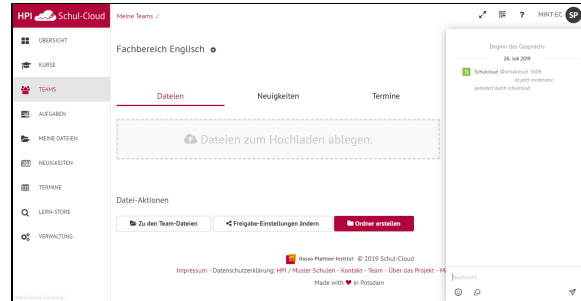 HPI Schul-Cloud
Meine Teams /
? MINT-EC SP
ÜBERSICHT
KURSE
TEAMS
AUFGABEN
MEINE DATEIEN
NEUIGKEITEN
TERMINE
LERN-STORE
VERWALTUNG
Fachbereich Englisch
Dateien Neuigkeiten Termine
Dateien zum Hochladen ablegen.
Datei-Aktionen
Zu den Team-Dateien Freigabe-Einstellungen ändern Ordner erstellen
Hasso-Plattner-Institut © 2019 Schul-Cloud
Impressum - Datenschutzerklärung: HPI / Muster Schulen - Kontakt - Team - Über das Projekt - M
Made with ♥ in Potsdam
Beginn des Gesprächs
26. Juli 2019
Schulcloud @schulcloud 10:09
ist jetzt moderator,
geändert durch schulcloud
Nachricht